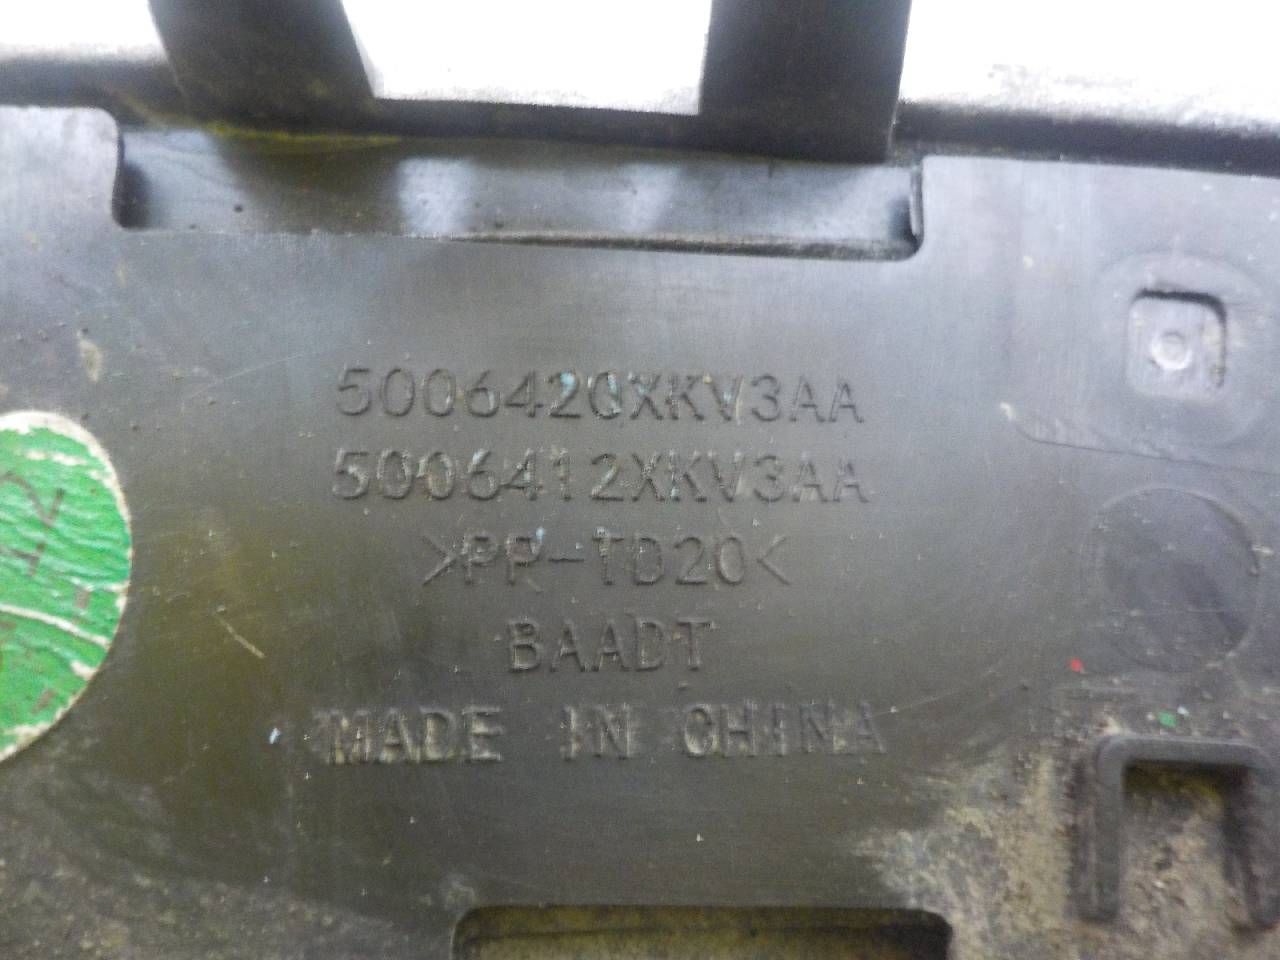 5006420XKV3AA
5006412XKV3AA
>PP-TD20<
BAADT
MADE IN CHINA